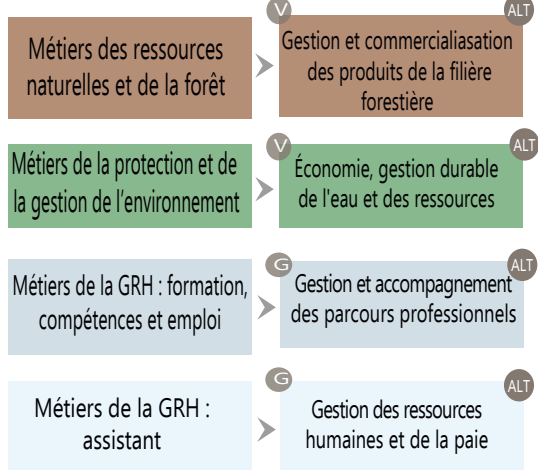 V
ALT
Métiers des ressources
naturelles et de la forêt
Gestion et commercialiasation
des produits de la filière
forestière
V
ALT
Métiers de la protection et de
la gestion de l'environnement
Économie, gestion durable
de l'eau et des ressources
G
ALT
Métiers de la GRH : formation,
compétences et emploi
Gestion et accompagnement
des parcours professionnels
G
ALT
Métiers de la GRH :
assistant
Gestion des ressources
humaines et de la paie